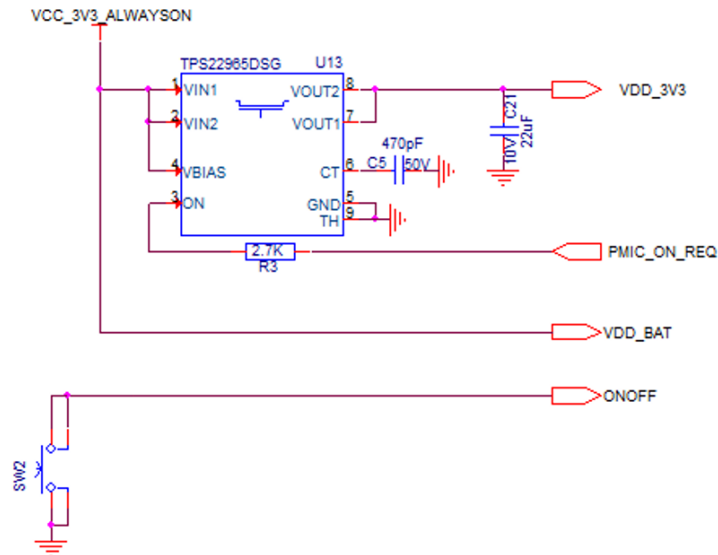 VCC_3V3_ALWAYSON
TPS22965DSG U13
1 VIN1 VOUT2 8 VDD_3V3
2 VIN2 VOUT1 7
C21
22uF
10V
470pF
4 VBIAS CT 6 C5 50V
3 ON GND 5
TH 9
2.7K
R3
PMIC_ON_REQ
VDD_BAT
ONOFF
SW2